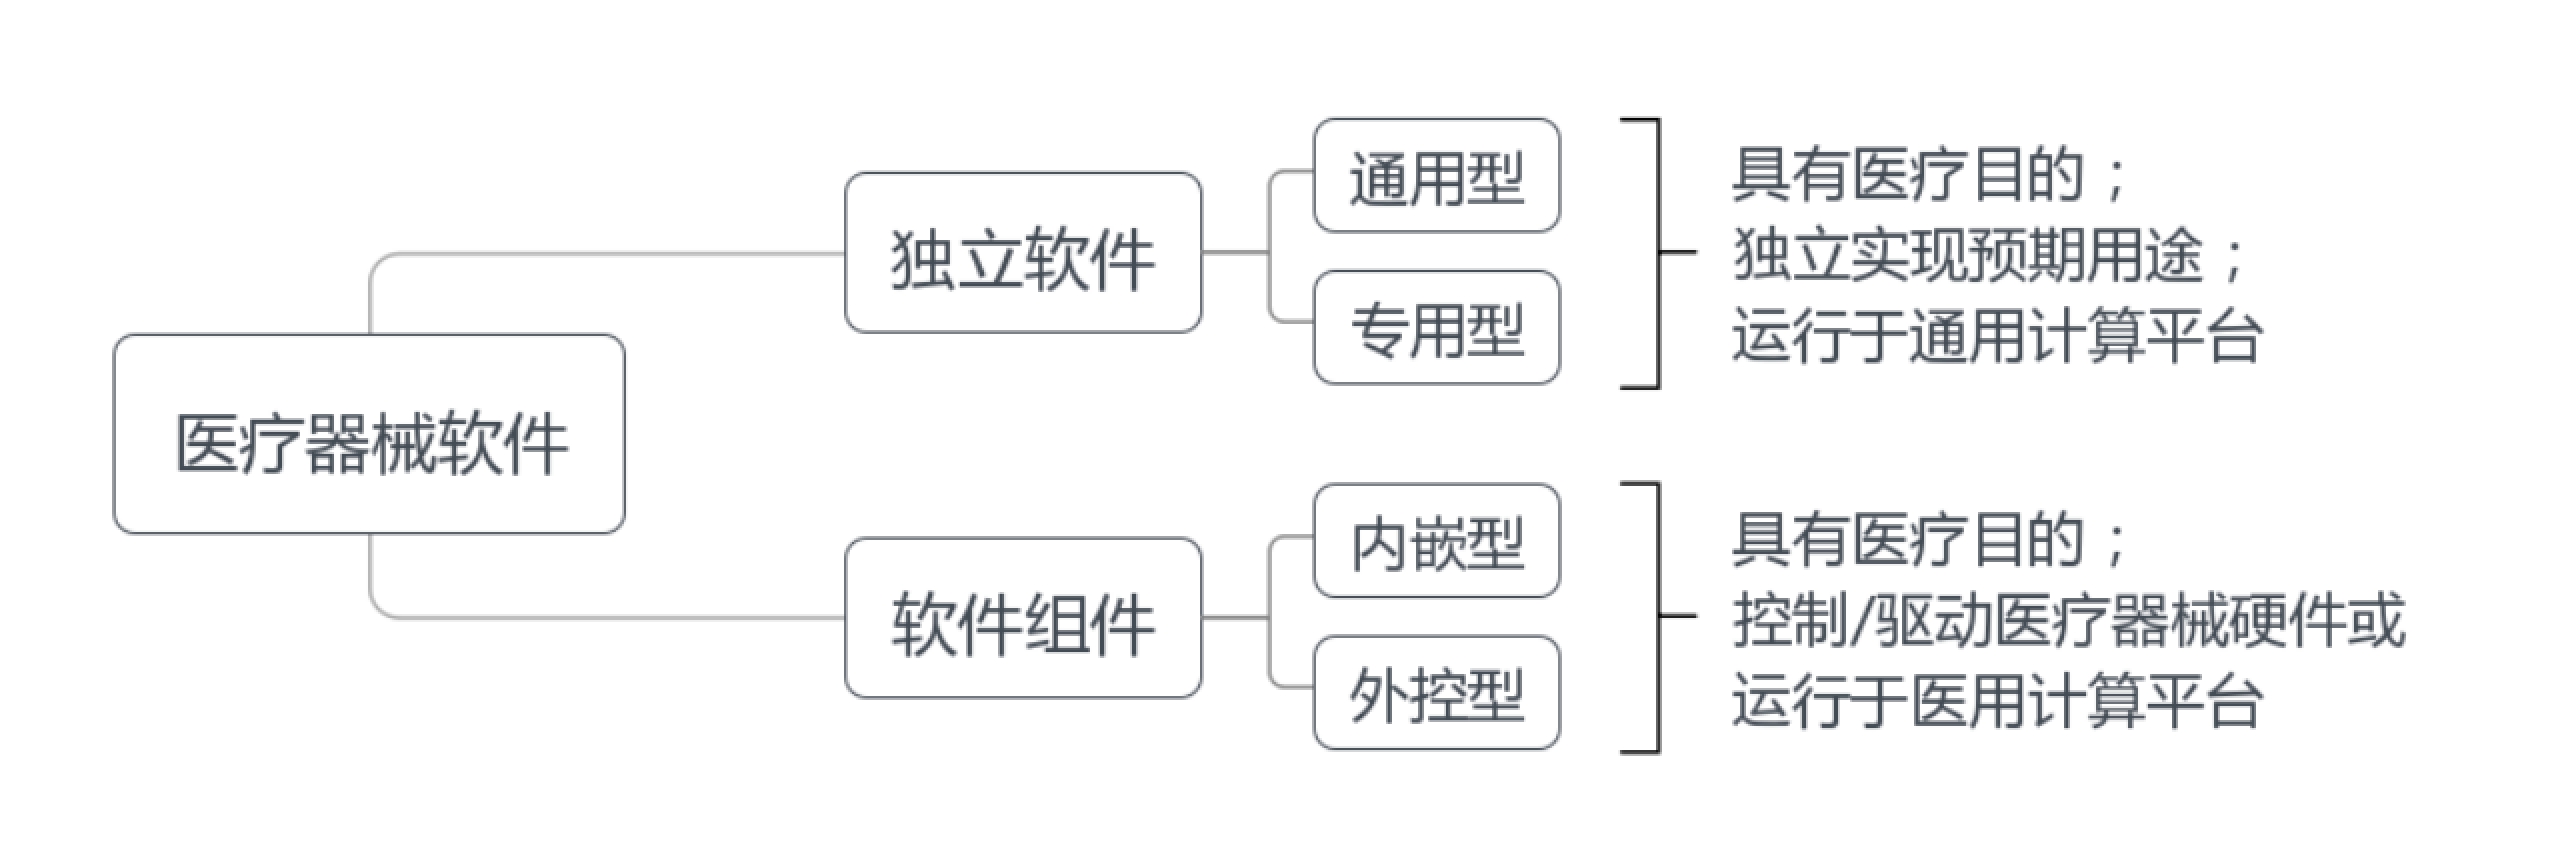 医疗器械软件
独立软件
通用型
专用型
具有医疗目的；
独立实现预期用途；
运行于通用计算平台
软件组件
内嵌型
外控型
具有医疗目的；
控制/驱动医疗器械硬件或
运行于医用计算平台